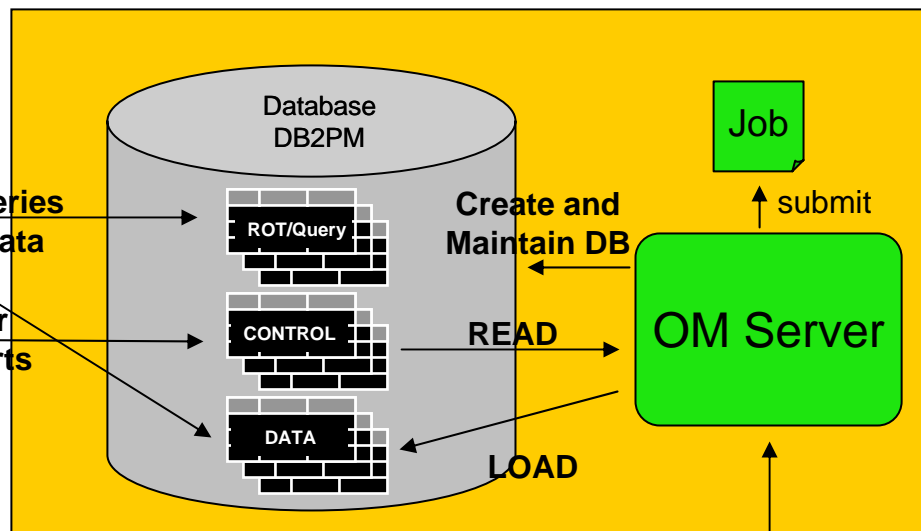 Database
DB2PM
Job
submit
ROT/Query
Create and
Maintain DB
CONTROL
READ
OM Server
DATA
LOAD